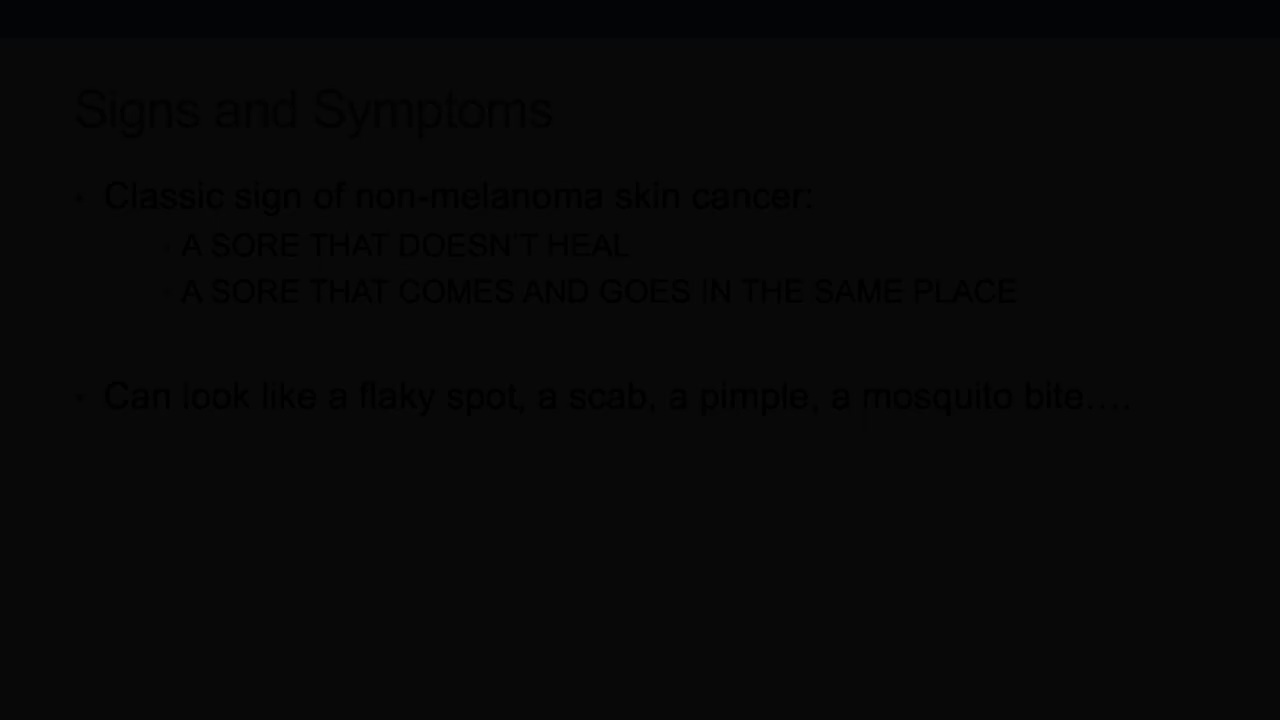 Signs and Symptoms
• Classic sign of non-melanoma skin cancer:
• A SORE THAT DOESN'T HEAL
• A SORE THAT COMES AND GOES IN THE SAME PLACE
• Can look like a flaky spot, a scab, a pimple, a mosquito bite….